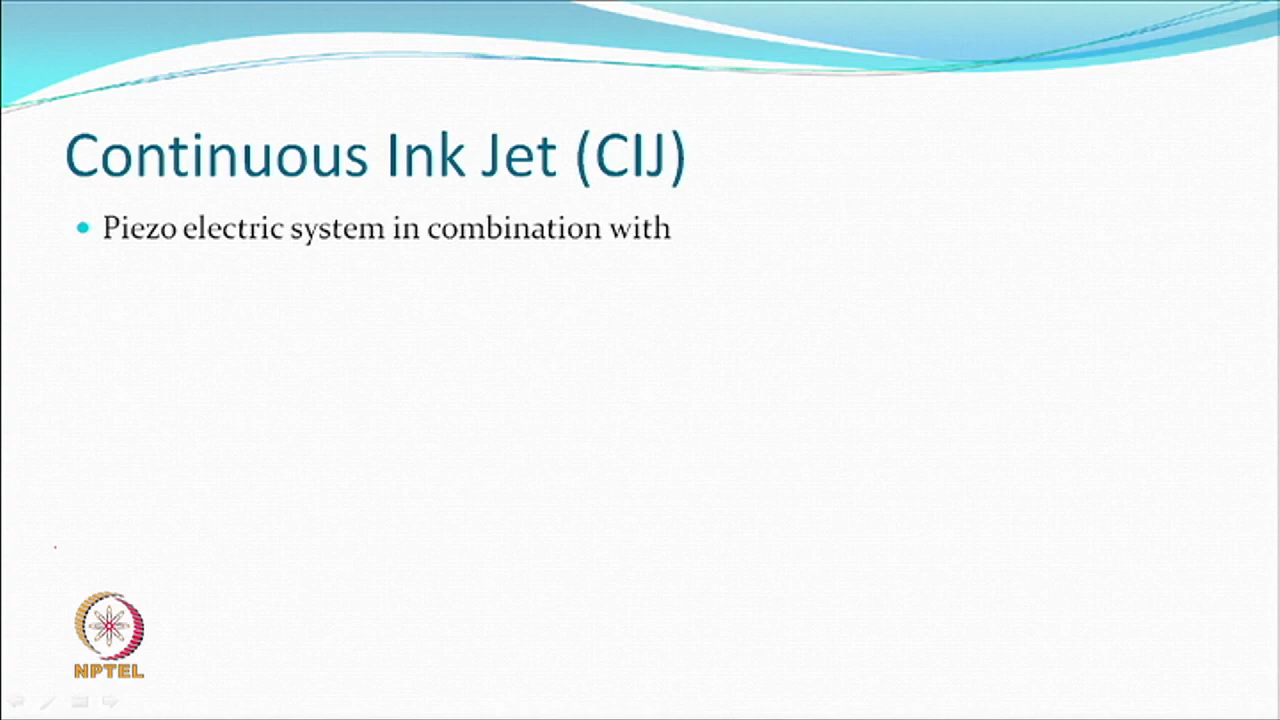 Continuous Ink Jet (CIJ)
Piezo electric system in combination with
NPTEL